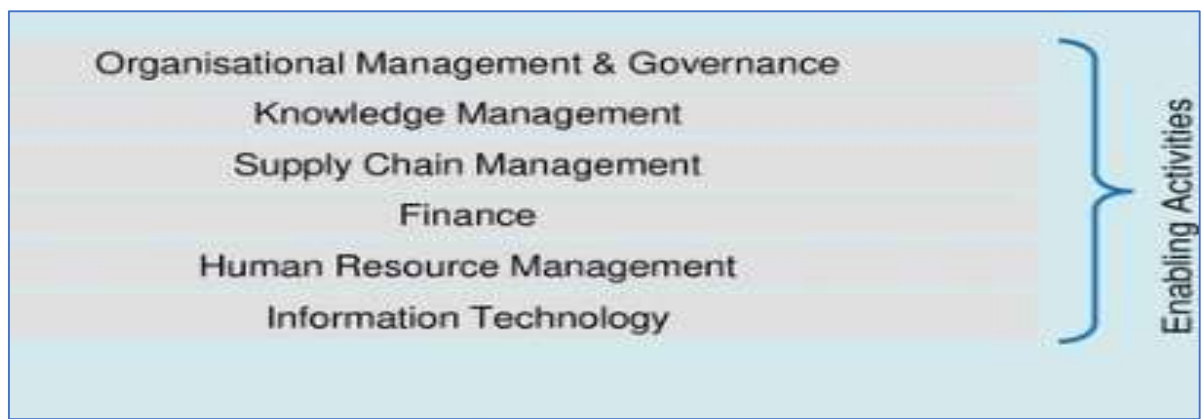 Organisational Management & Governance
Knowledge Management
Supply Chain Management
Finance
Human Resource Management
Information Technology
Enabling Activities